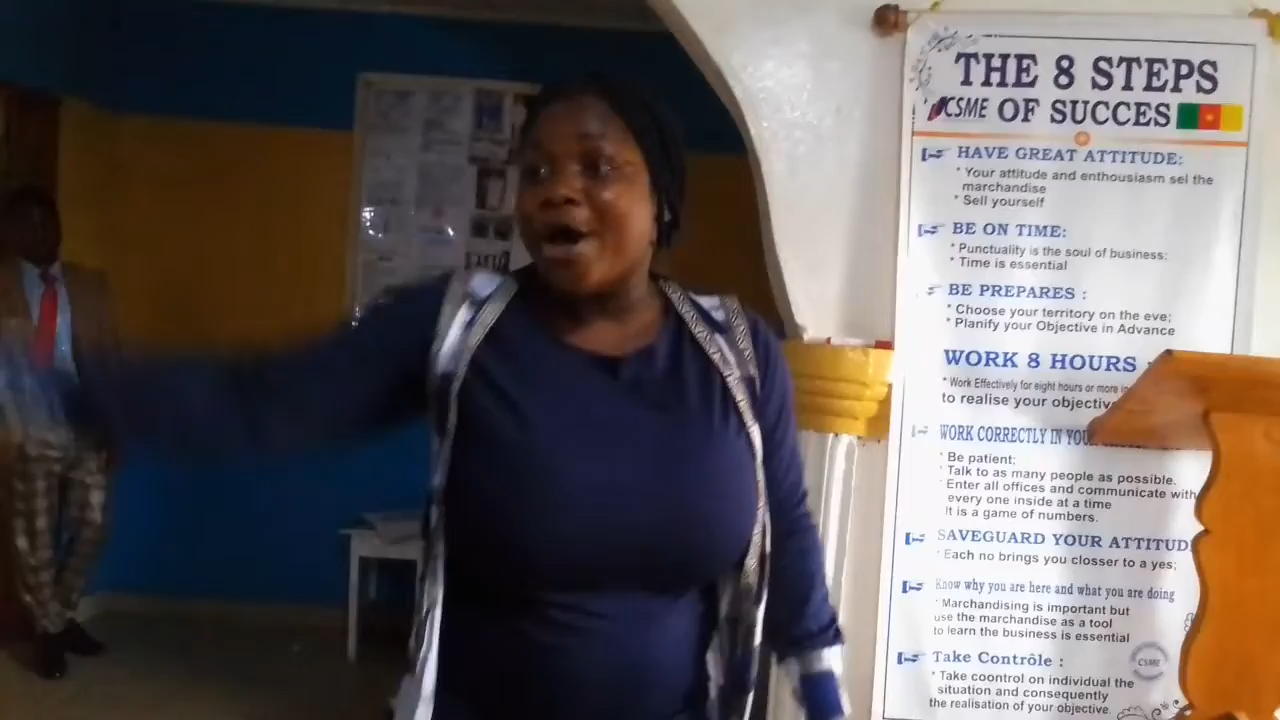 THE 8 STEPS
CSME OF SUCCES
HAVE GREAT ATTITUDE:
* Your attitude and enthousiasm sel the
marchandise
* Sell yourself
BE ON TIME:
* Punctuality is the soul of business;
* Time is essential
BE PREPARES :
* Choose your territory on the eve;
* Planify your Objective in Advance
WORK 8 HOURS
* Work Effectively for eight hours or more
to realise your
WORK CORRECTLY IN
* Be patient;
* Talk to as many people as possible.
* Enter all offices and communicate with
every one inside at a time
It is a game of numbers.
SAVEGUARD YOUR
* Each no brings you closser to a yes;
Know why you are here and what you are doing
* Marchandising is important but
use the marchandise as a tool
to learn the business is essential
CSME
Take Contrôle :
* Take coontrol on individual the
situation and consequently
the realisation of your objective.